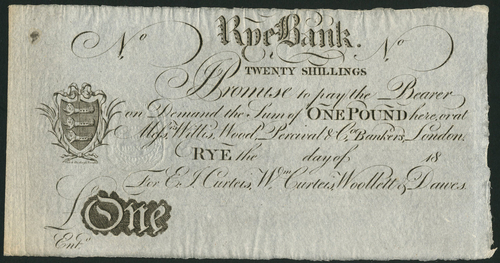 Rye Bank.
No No
TWENTY SHILLINGS
I Promise to pay the Bearer
on Demand the Sum of ONE POUND here, or at
Messrs Willis, Wood, Percival & Co. Bankers, London.
RYE the day of 18
For E. J. Curteis, Wm. Curteis, Woollett & Dawes.
£ One
Entd.